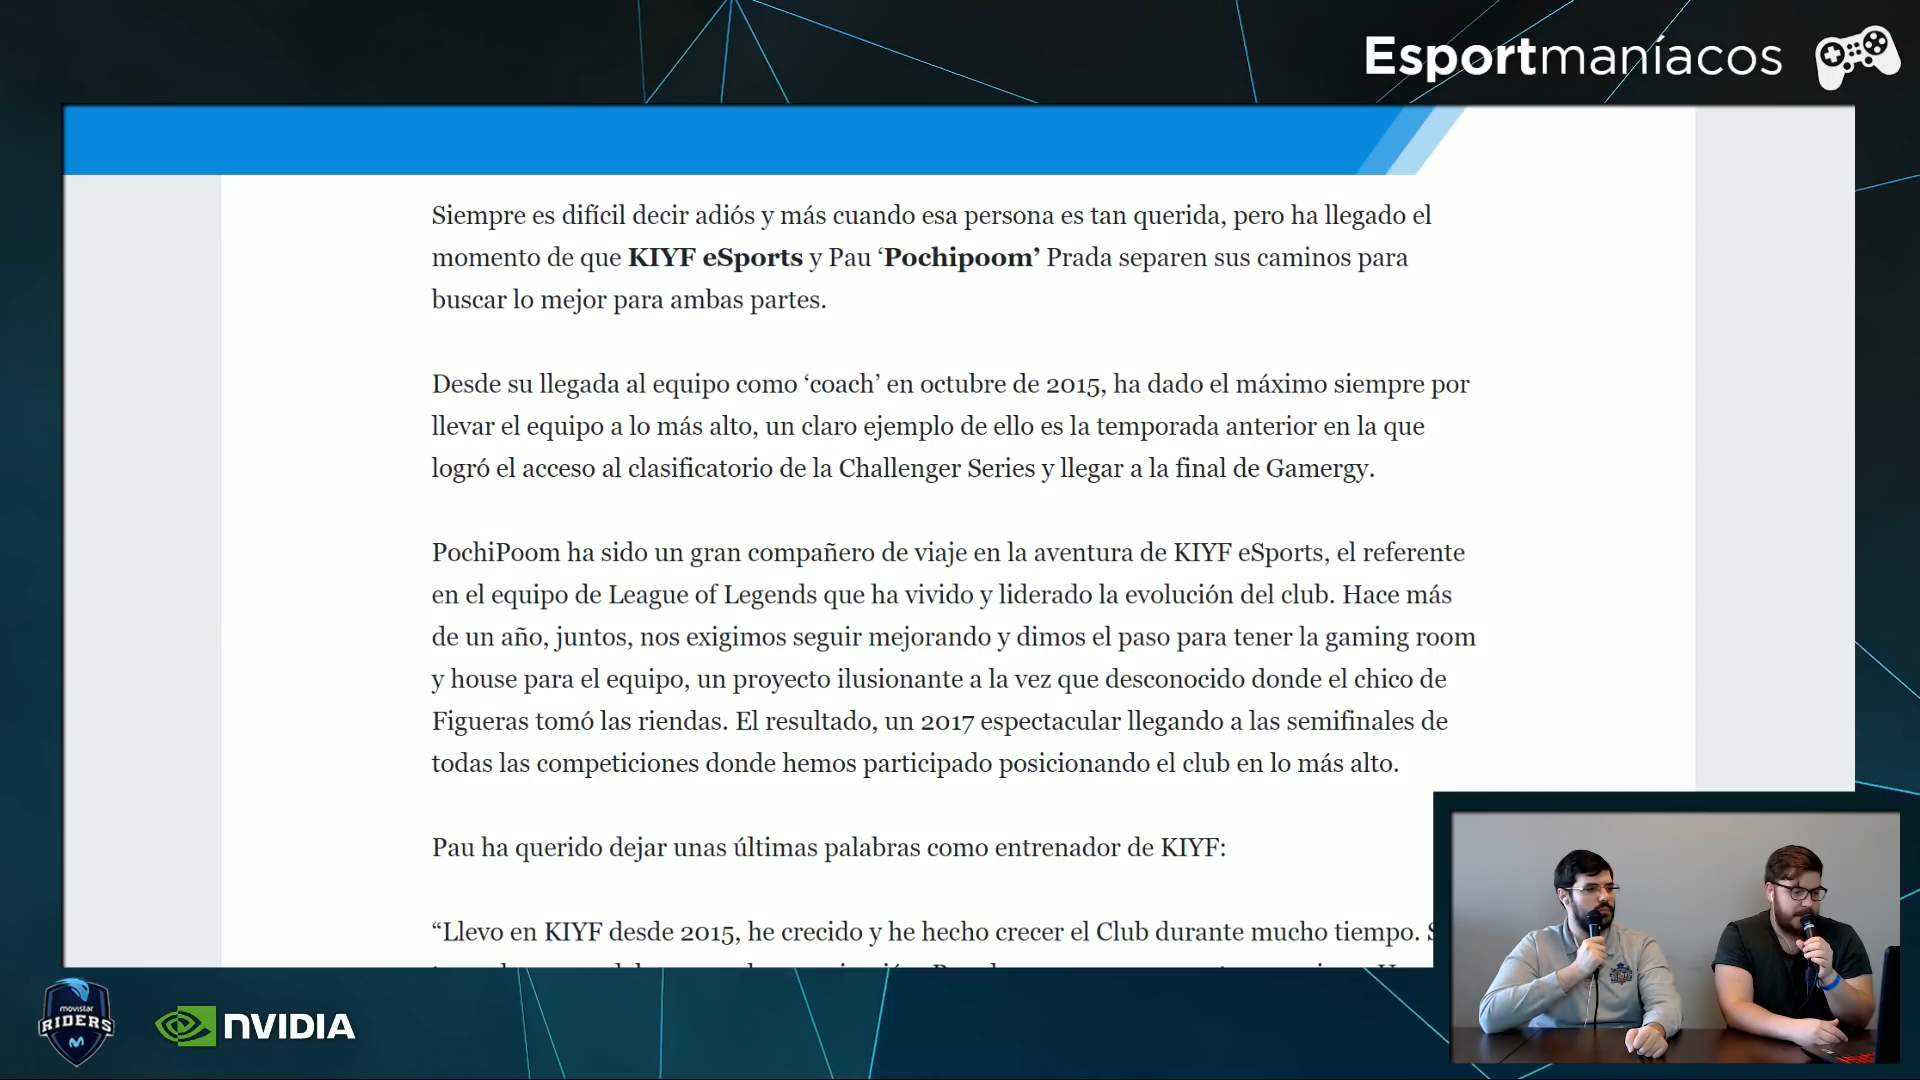 Esportmaníacos
Siempre es difícil decir adiós y más cuando esa persona es tan querida, pero ha llegado el
momento de que KIYF eSports y Pau ‘Pochipoom’ Prada separen sus caminos para
buscar lo mejor para ambas partes.
Desde su llegada al equipo como ‘coach’ en octubre de 2015, ha dado el máximo siempre por
llevar el equipo a lo más alto, un claro ejemplo de ello es la temporada anterior en la que
logró el acceso al clasificatorio de la Challenger Series y llegar a la final de Gamergy.
PochiPoom ha sido un gran compañero de viaje en la aventura de KIYF eSports, el referente
en el equipo de League of Legends que ha vivido y liderado la evolución del club. Hace más
de un año, juntos, nos exigimos seguir mejorando y dimos el paso para tener la gaming room
y house para el equipo, un proyecto ilusionante a la vez que desconocido donde el chico de
Figueras tomó las riendas. El resultado, un 2017 espectacular llegando a las semifinales de
todas las competiciones donde hemos participado posicionando el club en lo más alto.
Pau ha querido dejar unas últimas palabras como entrenador de KIYF:
“Llevo en KIYF desde 2015, he crecido y he hecho crecer el Club durante mucho tiempo.
movistar
RIDERS
NVIDIA